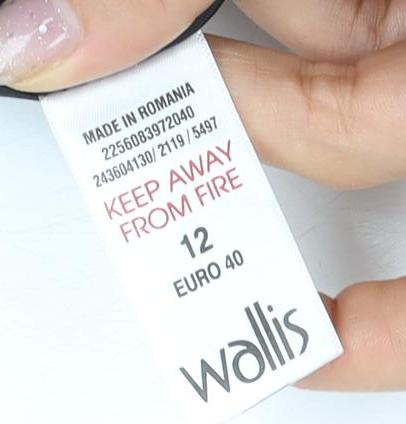 MADE IN ROMANIA
2256083972040
243604130/ 2119 / 5497
KEEP AWAY
FROM FIRE
12
EURO 40
wallis